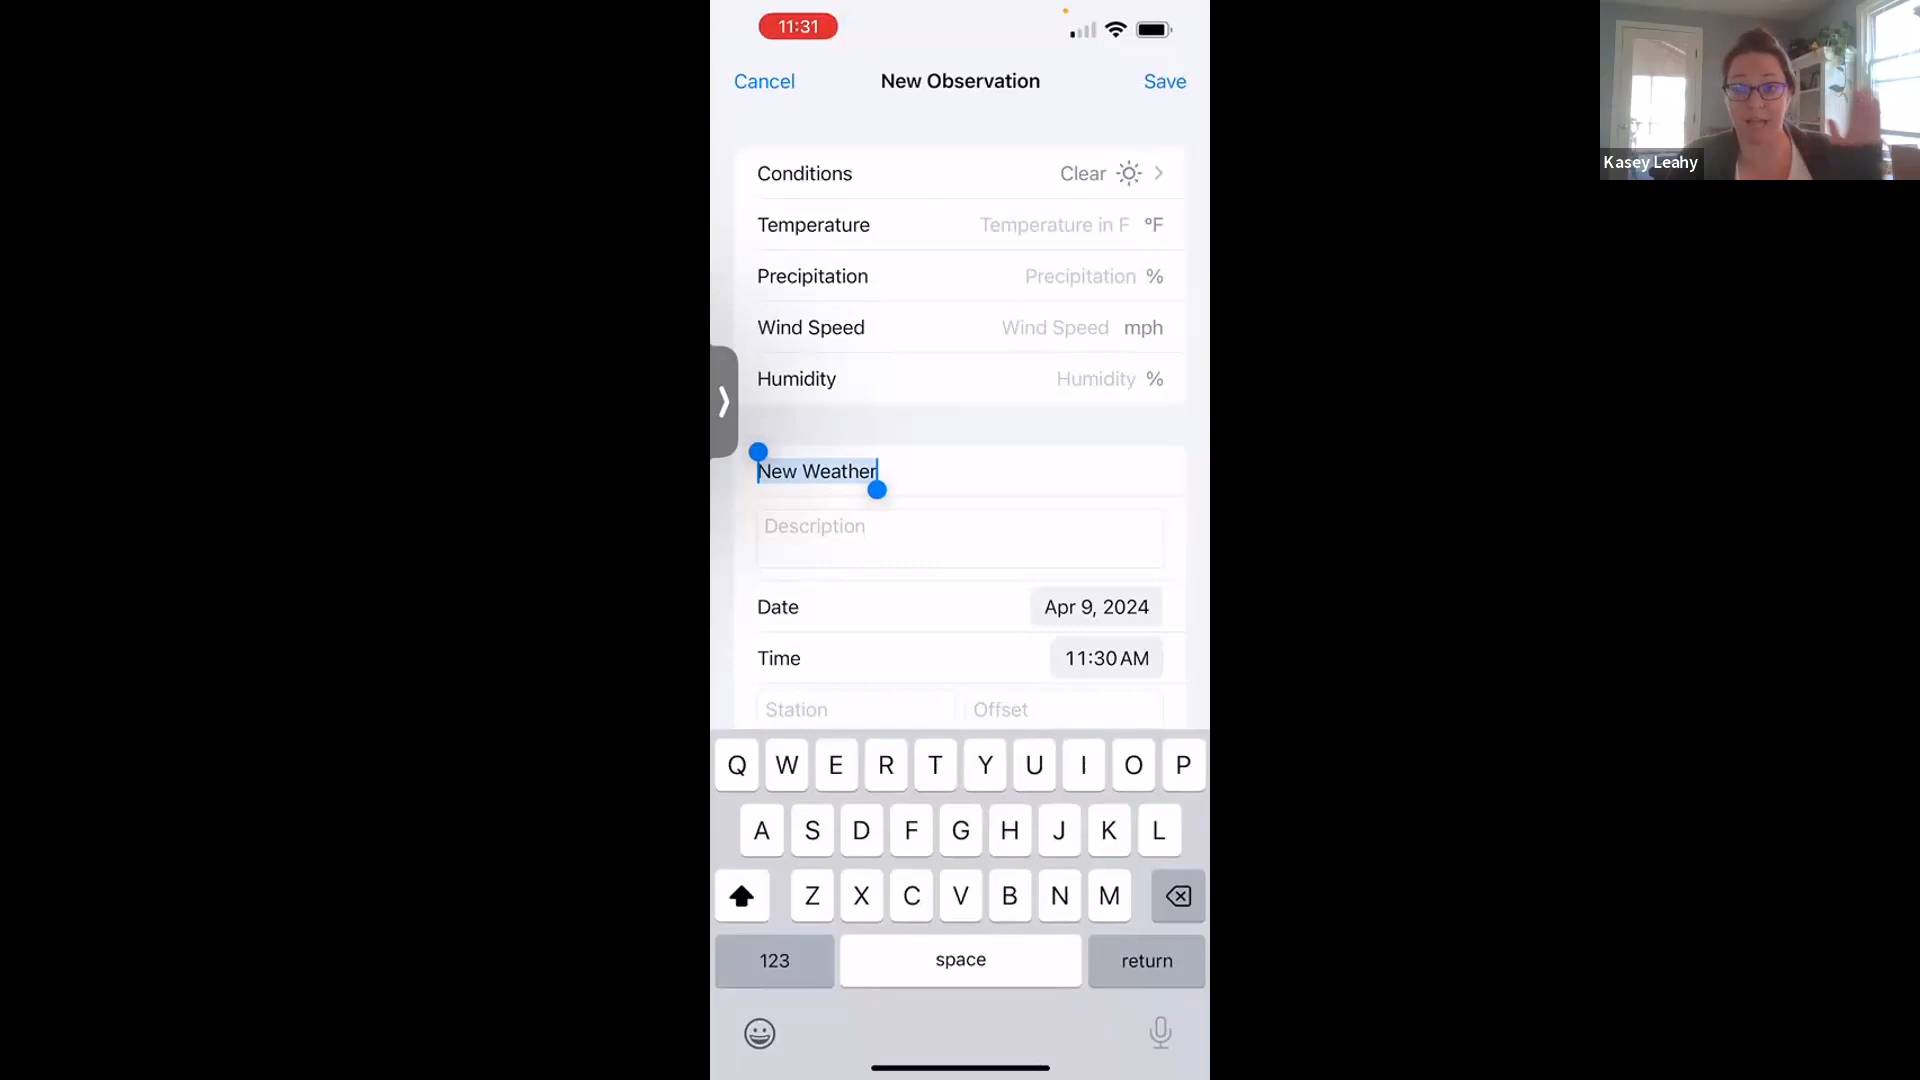 11:31
Cancel New Observation Save
Conditions Clear
Temperature Temperature in F °F
Precipitation Precipitation %
Wind Speed Wind Speed mph
Humidity Humidity %
New Weather
Description
Date Apr 9, 2024
Time 11:30 AM
Station Offset
Q W E R T Y U I O P
A S D F G H J K L
Z X C V B N M
123 space return
Kasey Leahy